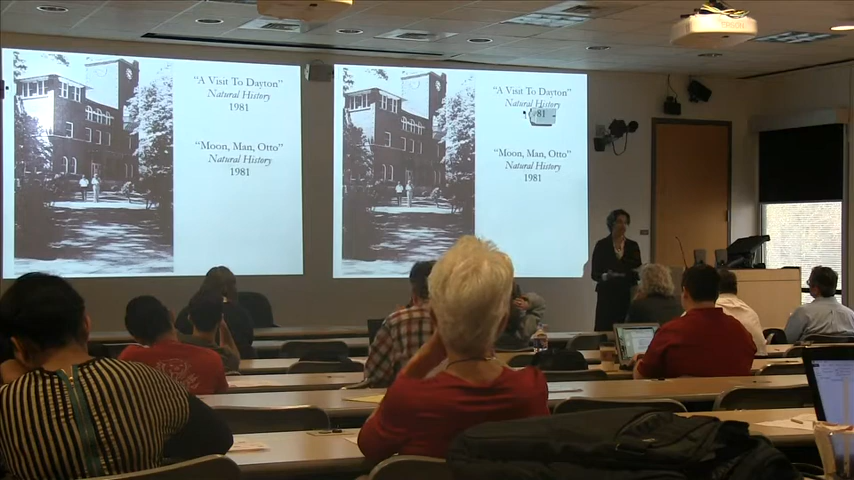 "A Visit To Dayton"
Natural History
1981
"Moon, Man, Otto"
Natural History
1981
"A Visit To Dayton"
Natural History
81
"Moon, Man, Otto"
Natural History
1981